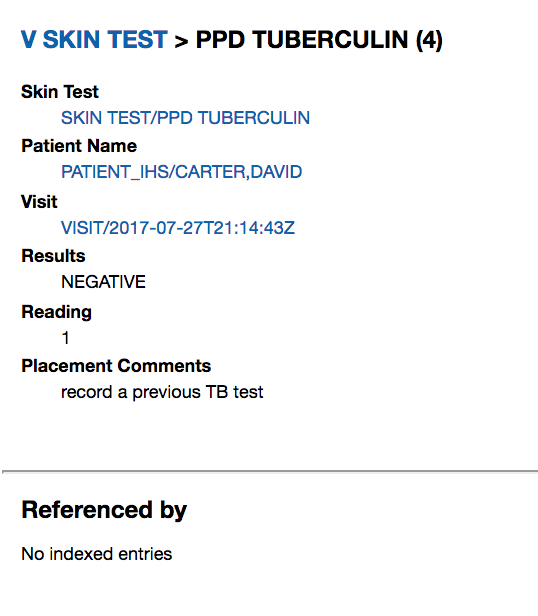 V SKIN TEST > PPD TUBERCULIN (4)
Skin Test
SKIN TEST/PPD TUBERCULIN
Patient Name
PATIENT_IHS/CARTER,DAVID
Visit
VISIT/2017-07-27T21:14:43Z
Results
NEGATIVE
Reading
1
Placement Comments
record a previous TB test
Referenced by
No indexed entries